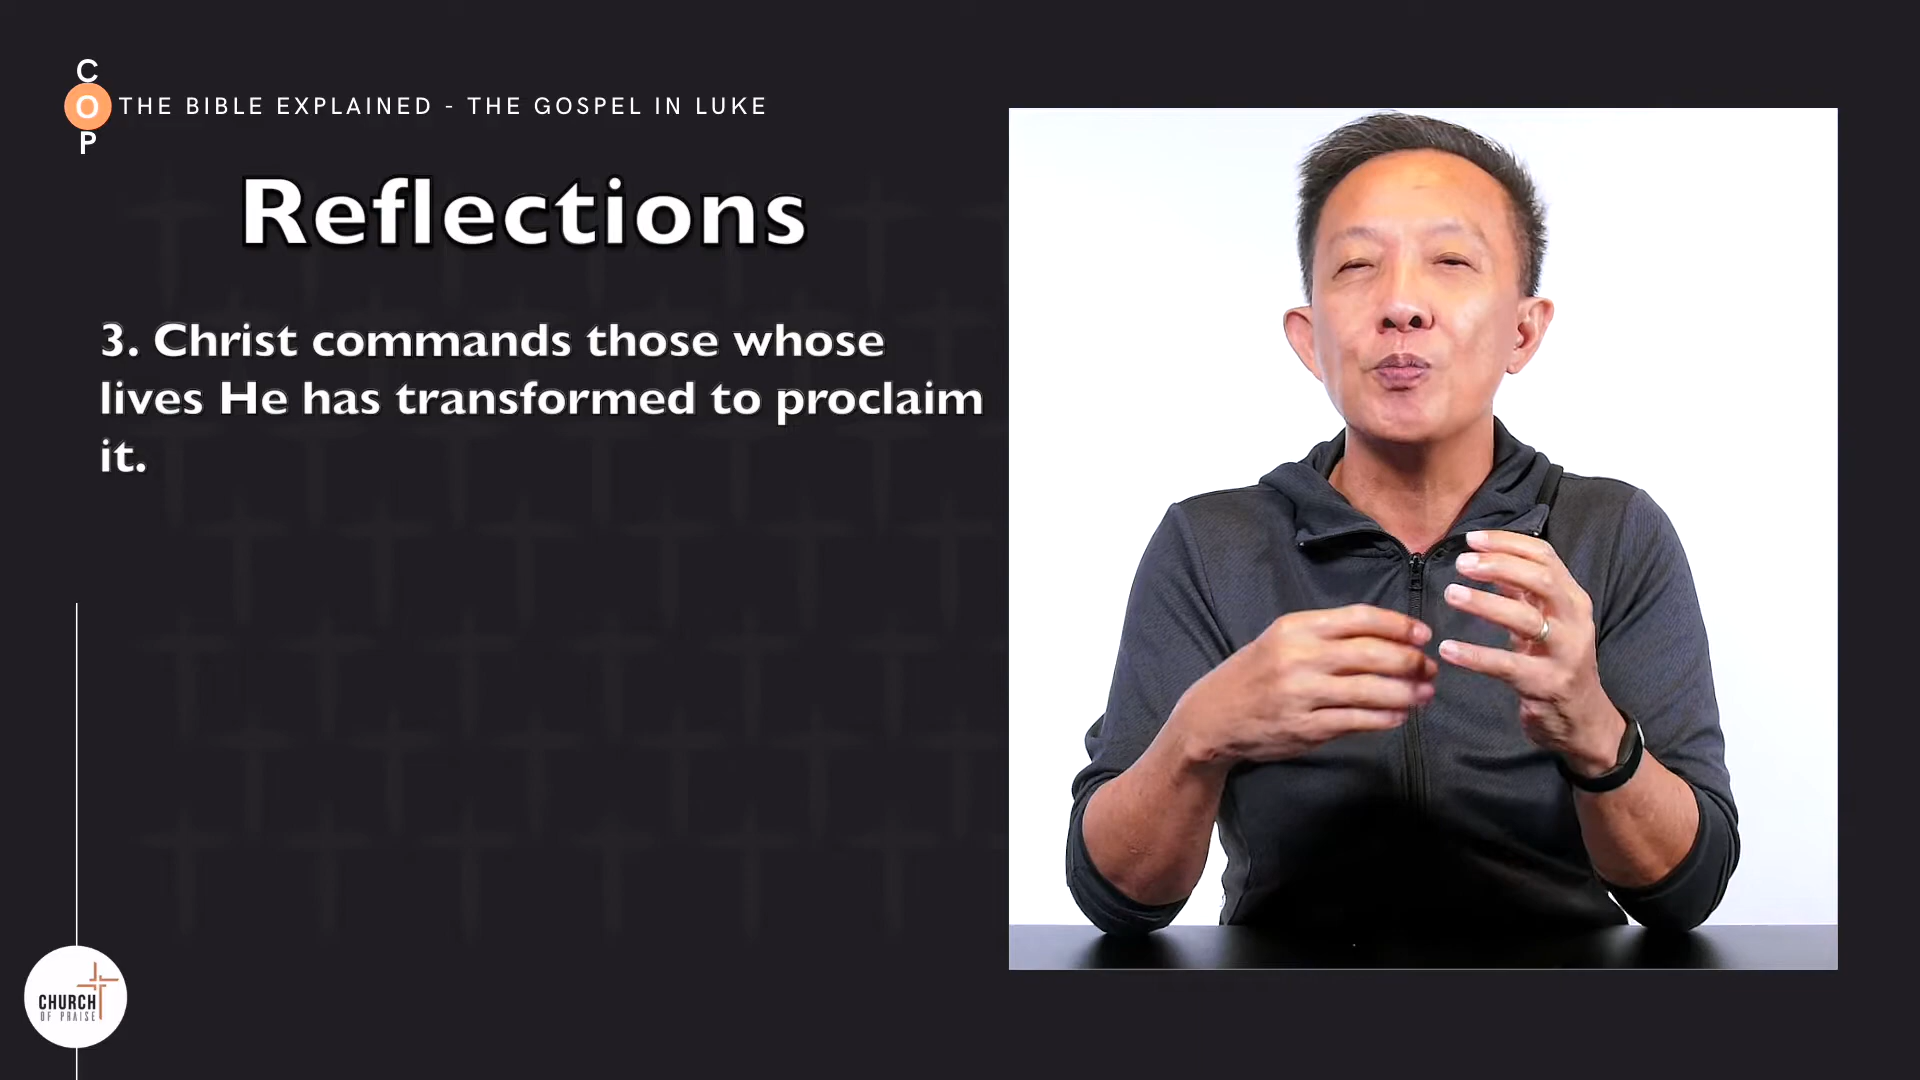 C
O
P
THE BIBLE EXPLAINED - THE GOSPEL IN LUKE
Reflections
3. Christ commands those whose
lives He has transformed to proclaim
it.
CHURCH
OF PRAISE